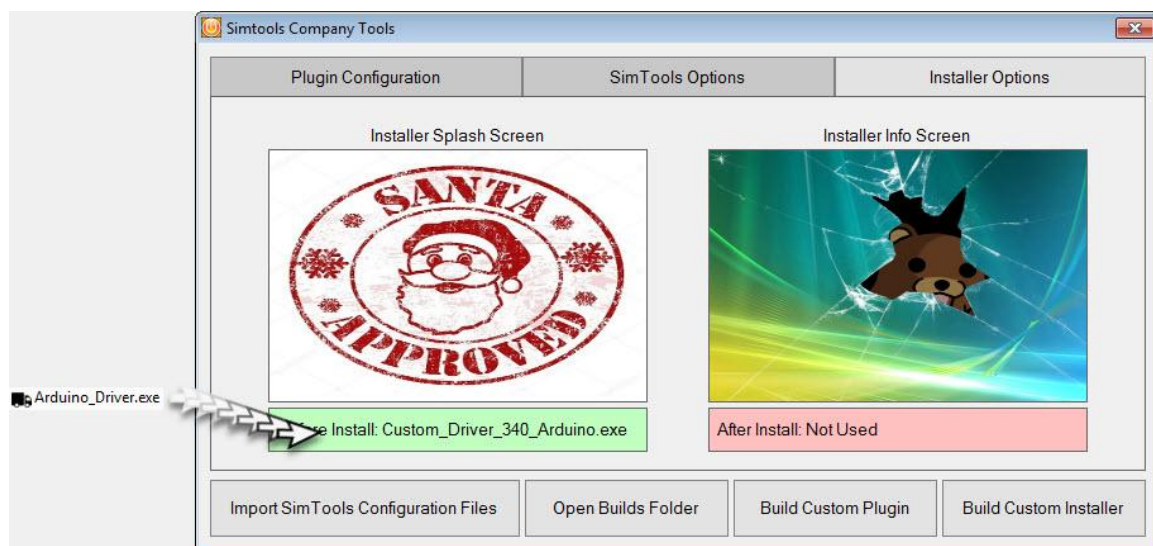 Simtools Company Tools
Plugin Configuration
SimTools Options
Installer Options
Installer Splash Screen
Installer Info Screen
SANTA
APPROVED
Arduino_Driver.exe
Install: Custom_Driver_340_Arduino.exe
After Install: Not Used
Import SimTools Configuration Files
Open Builds Folder
Build Custom Plugin
Build Custom Installer